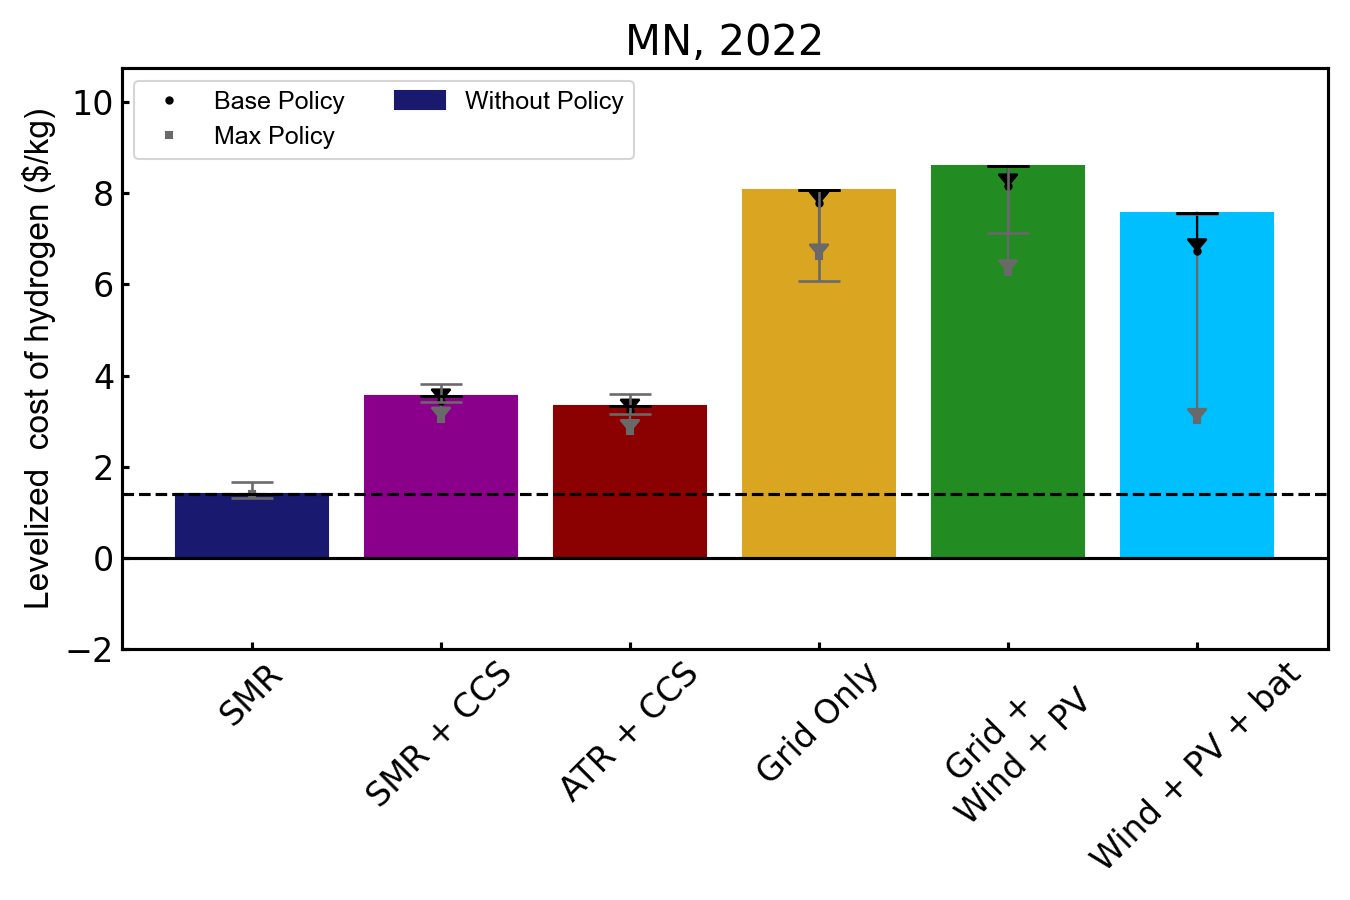 MN, 2022
Levelized  cost of hydrogen ($/kg)
10
8
6
4
2
0
−2
Base Policy
Max Policy
Without Policy
SMR
SMR + CCS
ATR + CCS
Grid Only
Grid +
Wind + PV
Wind + PV + bat